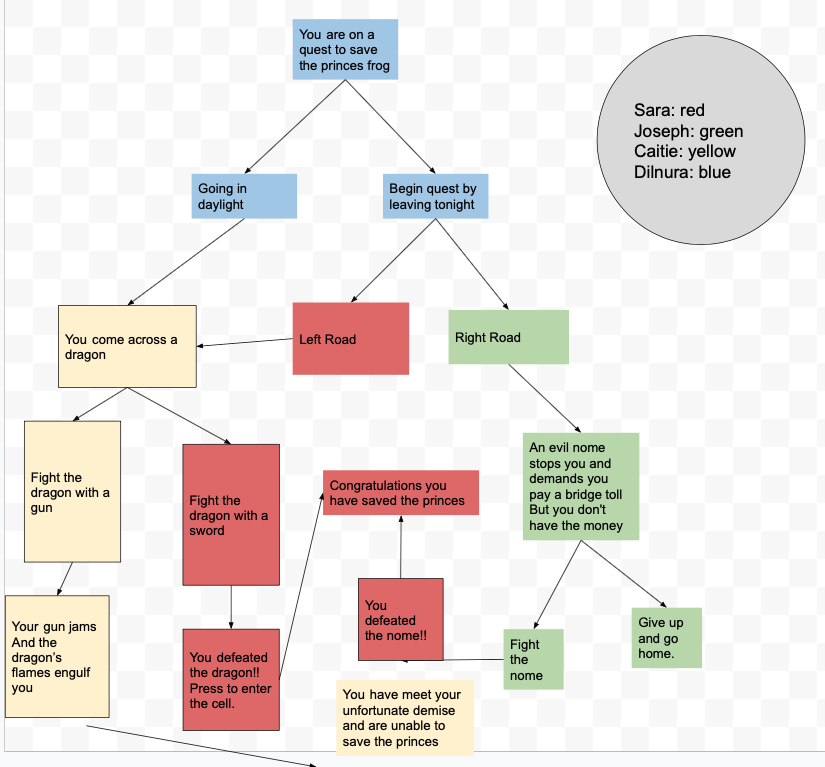 You are on a
quest to save
the princes frog
Sara: red
Joseph: green
Caitie: yellow
Dilnura: blue
Going in
daylight
Begin quest by
leaving tonight
You come across a
dragon
Left Road
Right Road
Fight the
dragon with a
gun
Fight the
dragon with a
sword
Congratulations you
have saved the princes
An evil nome
stops you and
demands you
pay a bridge toll
But you don't
have the money
Your gun jams
And the
dragon's
flames engulf
you
You defeated
the dragon!!
Press to enter
the cell.
You
defeated
the nome!!
Fight
the
nome
Give up
and go
home.
You have meet your
unfortunate demise
and are unable to
save the princes